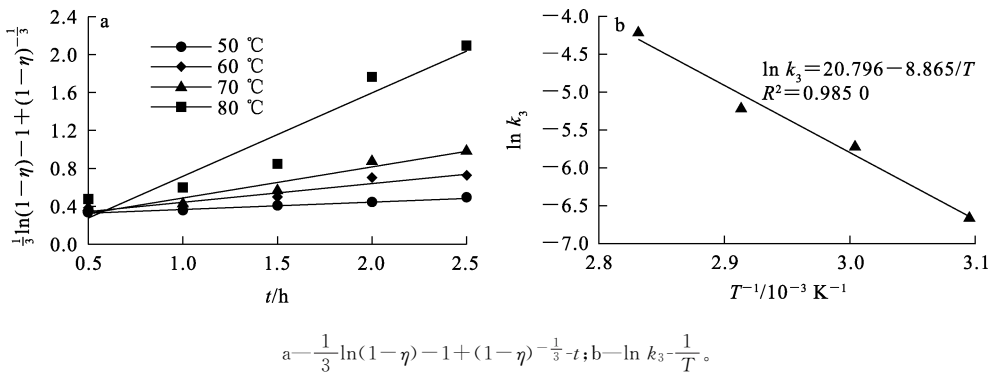 a
2.4
2.0
1.6
1.2
0.8
0.4
0.0
0.5 1.0 1.5 2.0 2.5
t/h
1/3 ln(1−η)−1+(1−η)^{-1/3}
50 ℃
60 ℃
70 ℃
80 ℃
b
−4.0
−4.5
−5.0
−5.5
−6.0
−6.5
−7.0
2.8 2.9 3.0 3.1
T⁻¹/10⁻³ K⁻¹
ln k₃
ln k₃=20.796−8.865/T
R²=0.985 0
a—1/3 ln(1−η)−1+(1−η)^{-1/3}-t;b—ln k₃-1/T。